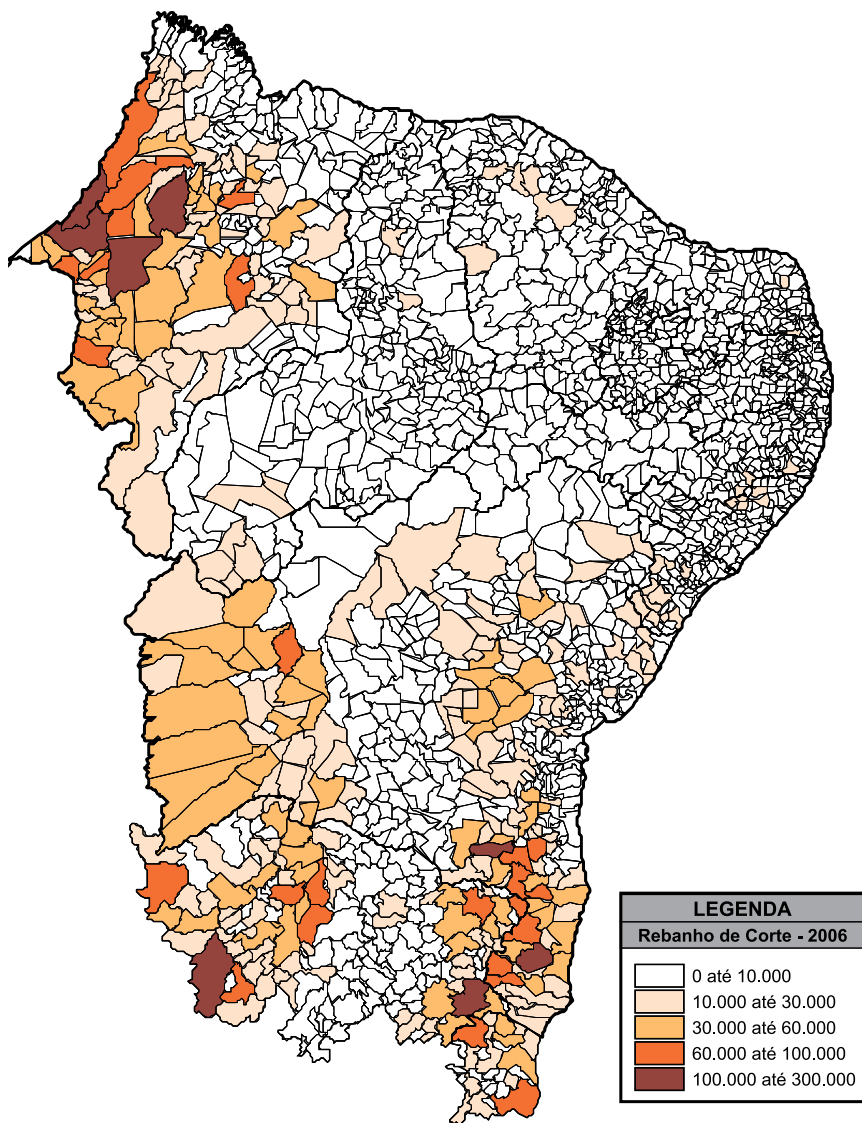 LEGENDA
Rebanho de Corte - 2006
0 até 10.000
10.000 até 30.000
30.000 até 60.000
60.000 até 100.000
100.000 até 300.000